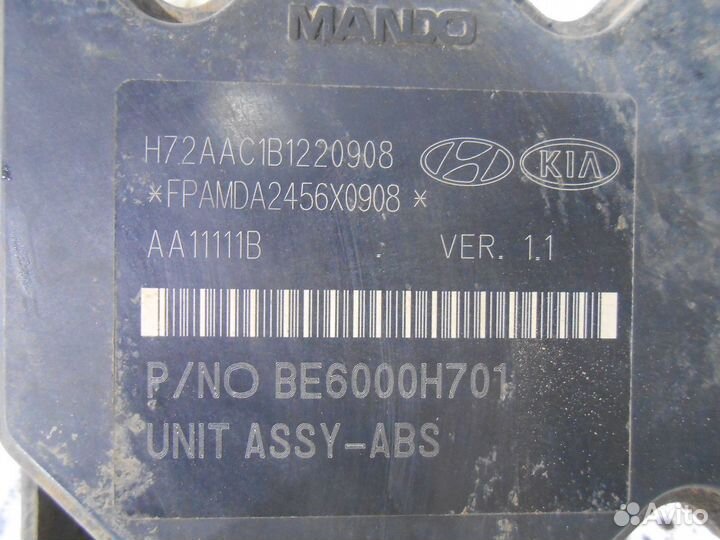 MANDO
H72AAC1B1220908
KIA
*FPAMDA2456X0908 *
AA11111B . VER. 1.1
P/NO BE6000H701
UNIT ASSY-ABS
Avito